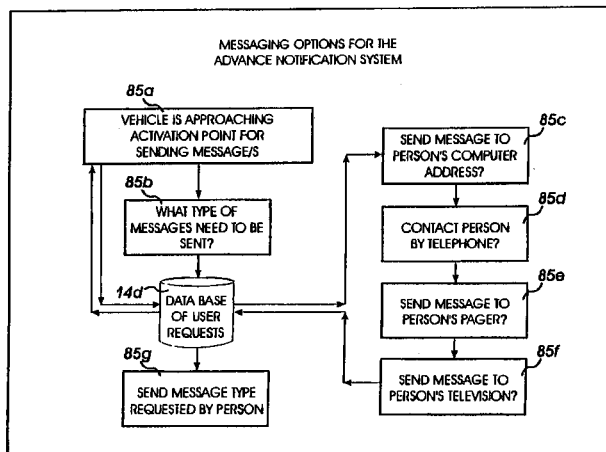 MESSAGING OPTIONS FOR THE
ADVANCE NOTIFICATION SYSTEM
85a
VEHICLE IS APPROACHING
ACTIVATION POINT FOR
SENDING MESSAGE/S
85b
WHAT TYPE OF
MESSAGES NEED TO BE
SENT?
14d
DATA BASE
OF USER
REQUESTS
85g
SEND MESSAGE TYPE
REQUESTED BY PERSON
85c
SEND MESSAGE TO
PERSON'S COMPUTER
ADDRESS?
85d
CONTACT PERSON
BY TELEPHONE?
85e
SEND MESSAGE TO
PERSON'S PAGER?
85f
SEND MESSAGE TO
PERSON'S TELEVISION?